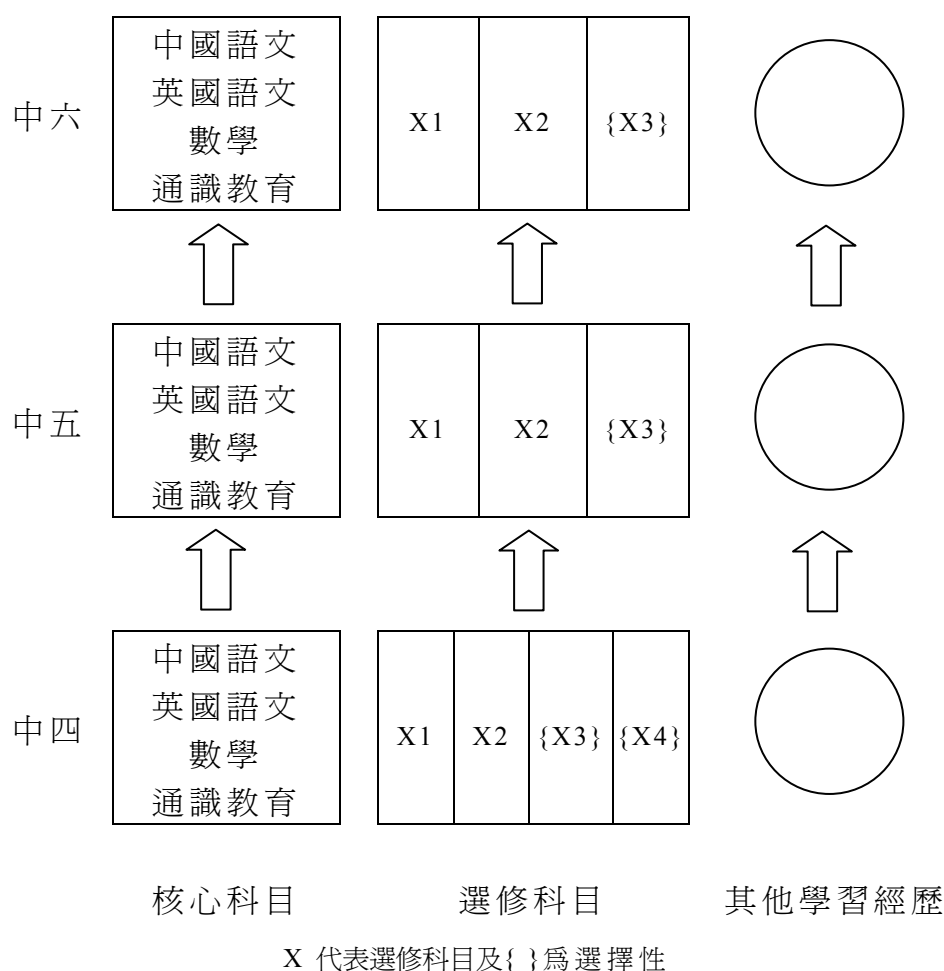 中國語文
英國語文
數學
通識教育
中六
X1 X2 {X3}
中國語文
英國語文
數學
通識教育
中五
X1 X2 {X3}
中國語文
英國語文
數學
通識教育
中四
X1 X2 {X3} {X4}
核心科目 選修科目 其他學習經歷
X 代表選修科目及{ }為選擇性